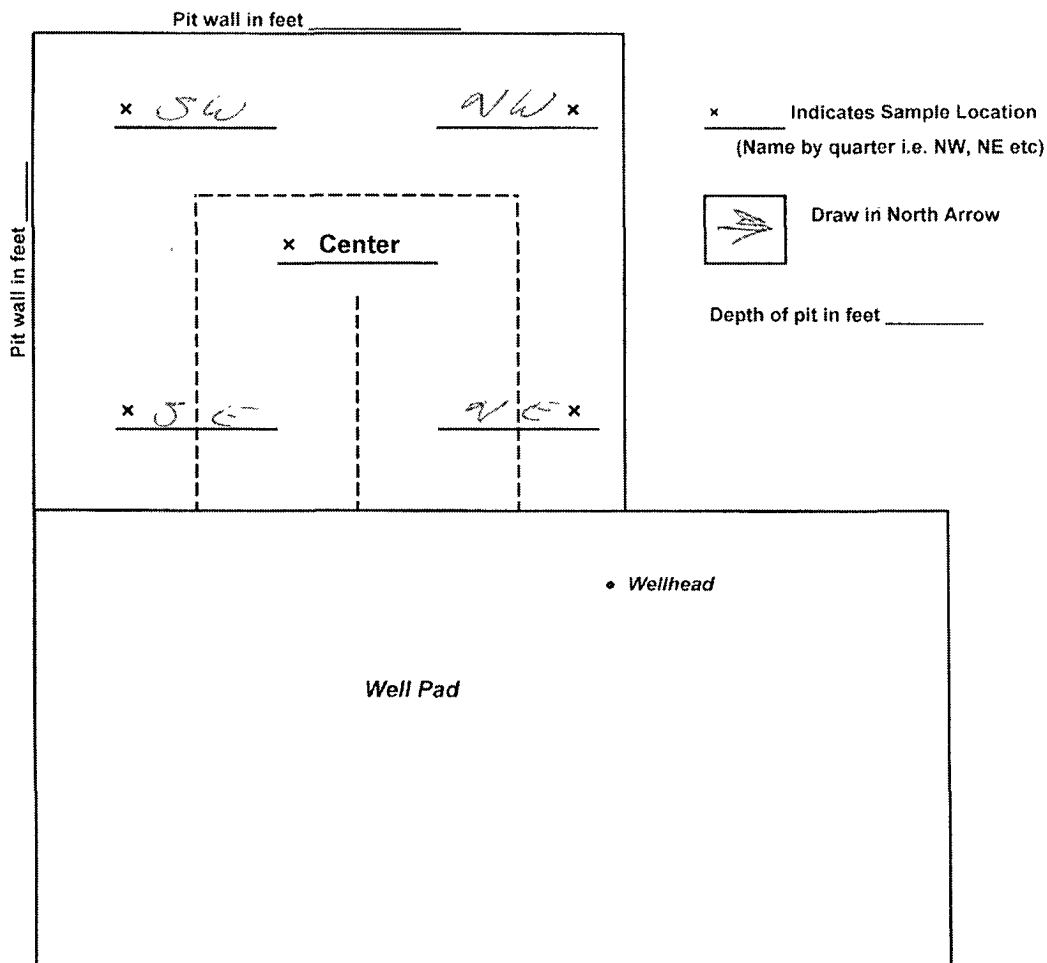 Pit wall in feet
Pit wall in feet
x SW
NW x
x Indicates Sample Location
(Name by quarter i.e. NW, NE etc)
Draw in North Arrow
x Center
Depth of pit in feet
x SE
NE x
Wellhead
Well Pad